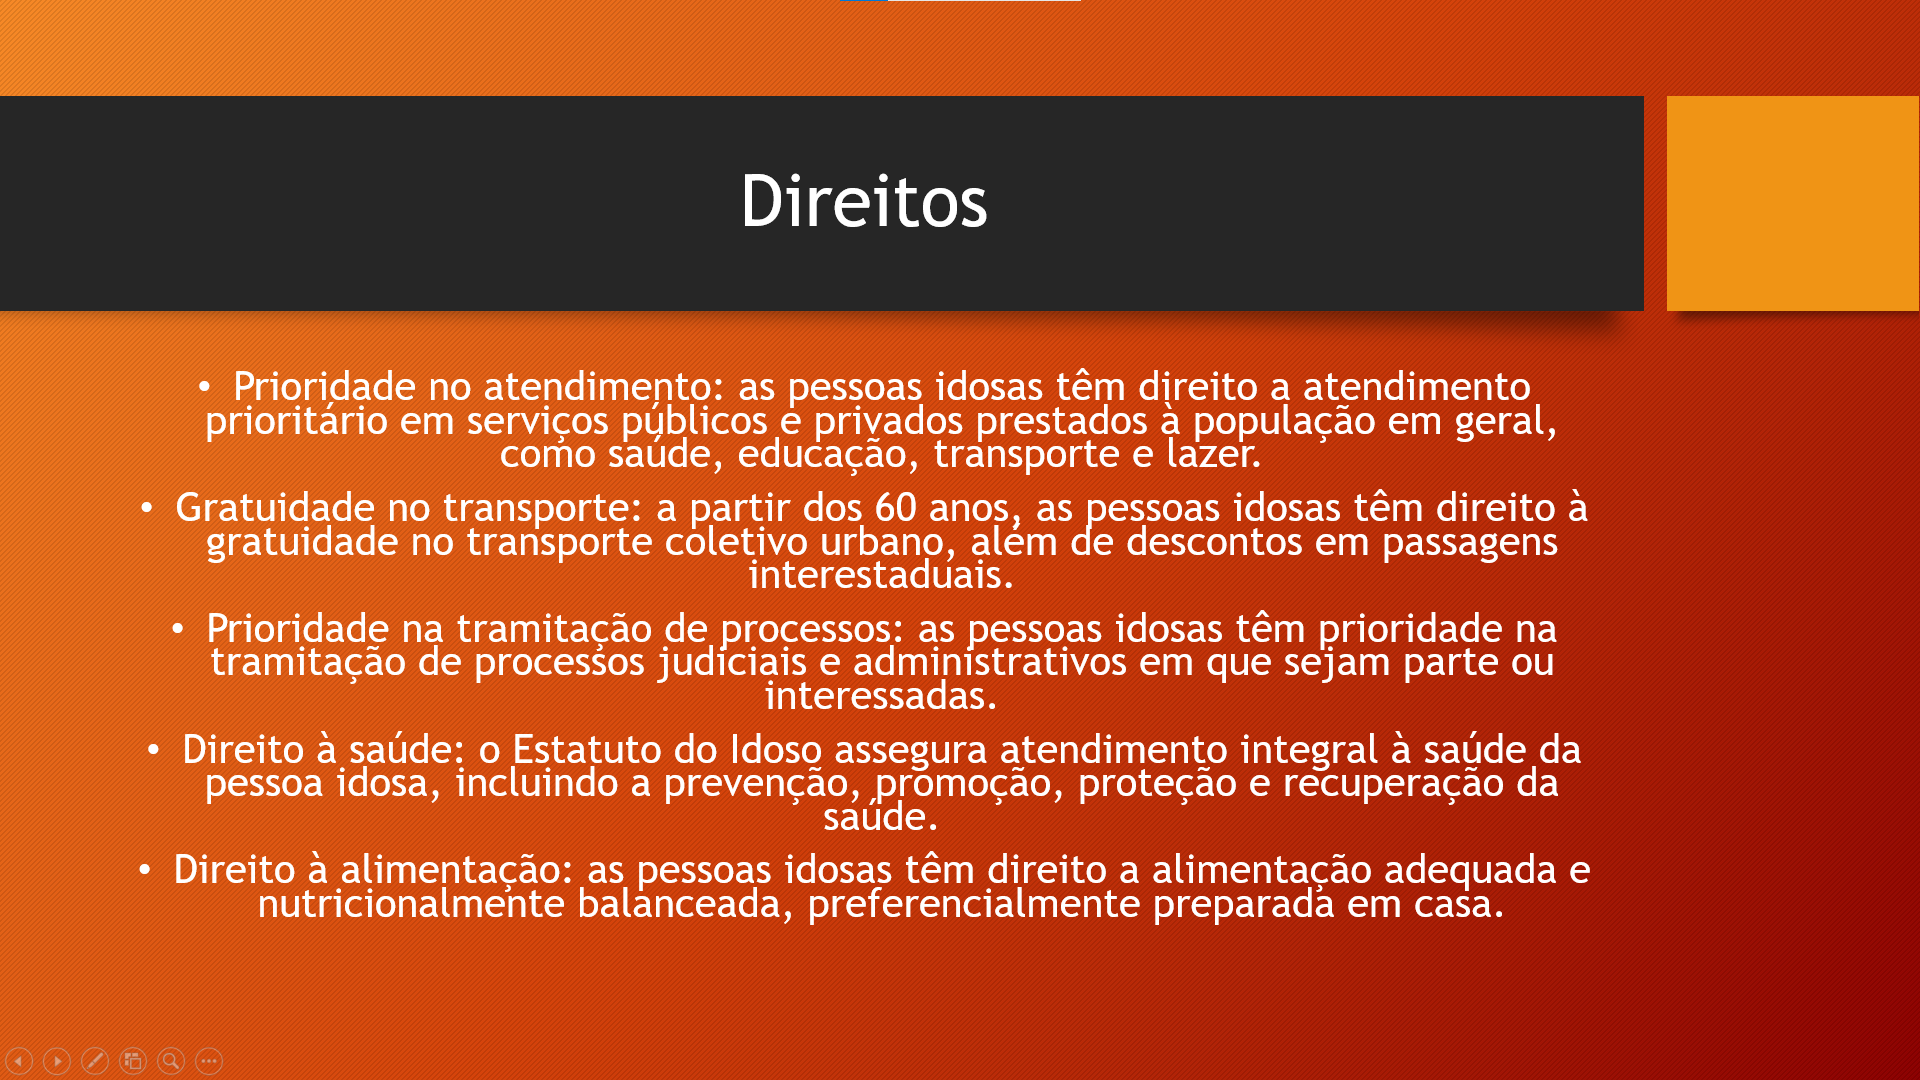 Direitos
• Prioridade no atendimento: as pessoas idosas têm direito a atendimento
prioritário em serviços públicos e privados prestados à população em geral,
como saúde, educação, transporte e lazer.
• Gratuidade no transporte: a partir dos 60 anos, as pessoas idosas têm direito à
gratuidade no transporte coletivo urbano, além de descontos em passagens
interestaduais.
• Prioridade na tramitação de processos: as pessoas idosas têm prioridade na
tramitação de processos judiciais e administrativos em que sejam parte ou
interessadas.
• Direito à saúde: o Estatuto do Idoso assegura atendimento integral à saúde da
pessoa idosa, incluindo a prevenção, promoção, proteção e recuperação da
saúde.
• Direito à alimentação: as pessoas idosas têm direito a alimentação adequada e
nutricionalmente balanceada, preferencialmente preparada em casa.